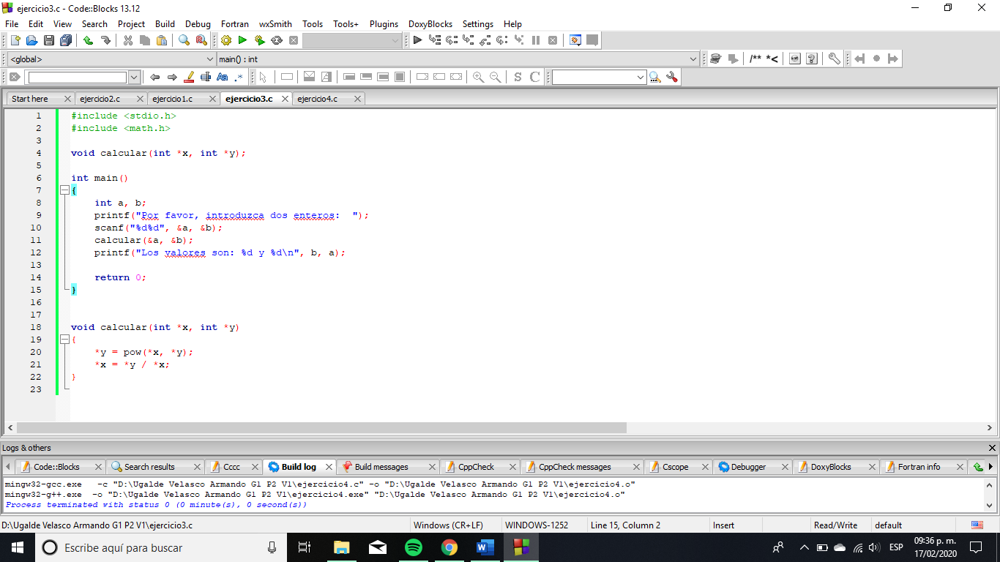 ejercicio3.c - Code::Blocks 13.12
File Edit View Search Project Build Debug Fortran wxSmith Tools Tools+ Plugins DoxyBlocks Settings Help
<global> main() : int /** *<
Aa .* S C
Start here ejercicio2.c ejercicio1.c ejercicio3.c ejercicio4.c
1 #include <stdio.h>
2 #include <math.h>
3
4 void calcular(int *x, int *y);
5
6 int main()
7 {
8 int a, b;
9 printf("Por favor, introduzca dos enteros:  ");
10 scanf("%d%d", &a, &b);
11 calcular(&a, &b);
12 printf("Los valores son: %d y %d\n", b, a);
13
14 return 0;
15 }
16
17
18 void calcular(int *x, int *y)
19 {
20 *y = pow(*x, *y);
21 *x = *y / *x;
22 }
23
Logs & others
Code::Blocks Search results Cccc Build log Build messages CppCheck CppCheck messages Cscope Debugger DoxyBlocks Fortran info
mingw32-gcc.exe -c "D:\Ugalde Velasco Armando G1 P2 V1\ejercicio4.c" -o "D:\Ugalde Velasco Armando G1 P2 V1\ejercicio4.o"
mingw32-g++.exe -o "D:\Ugalde Velasco Armando G1 P2 V1\ejercicio4.exe" "D:\Ugalde Velasco Armando G1 P2 V1\ejercicio4.o"
Process terminated with status 0 (0 minute(s), 0 second(s))
D:\Ugalde Velasco Armando G1 P2 V1\ejercicio3.c Windows (CR+LF) WINDOWS-1252 Line 15, Column 2 Insert Read/Write default
Escribe aquí para buscar ESP 09:36 p. m.
17/02/2020